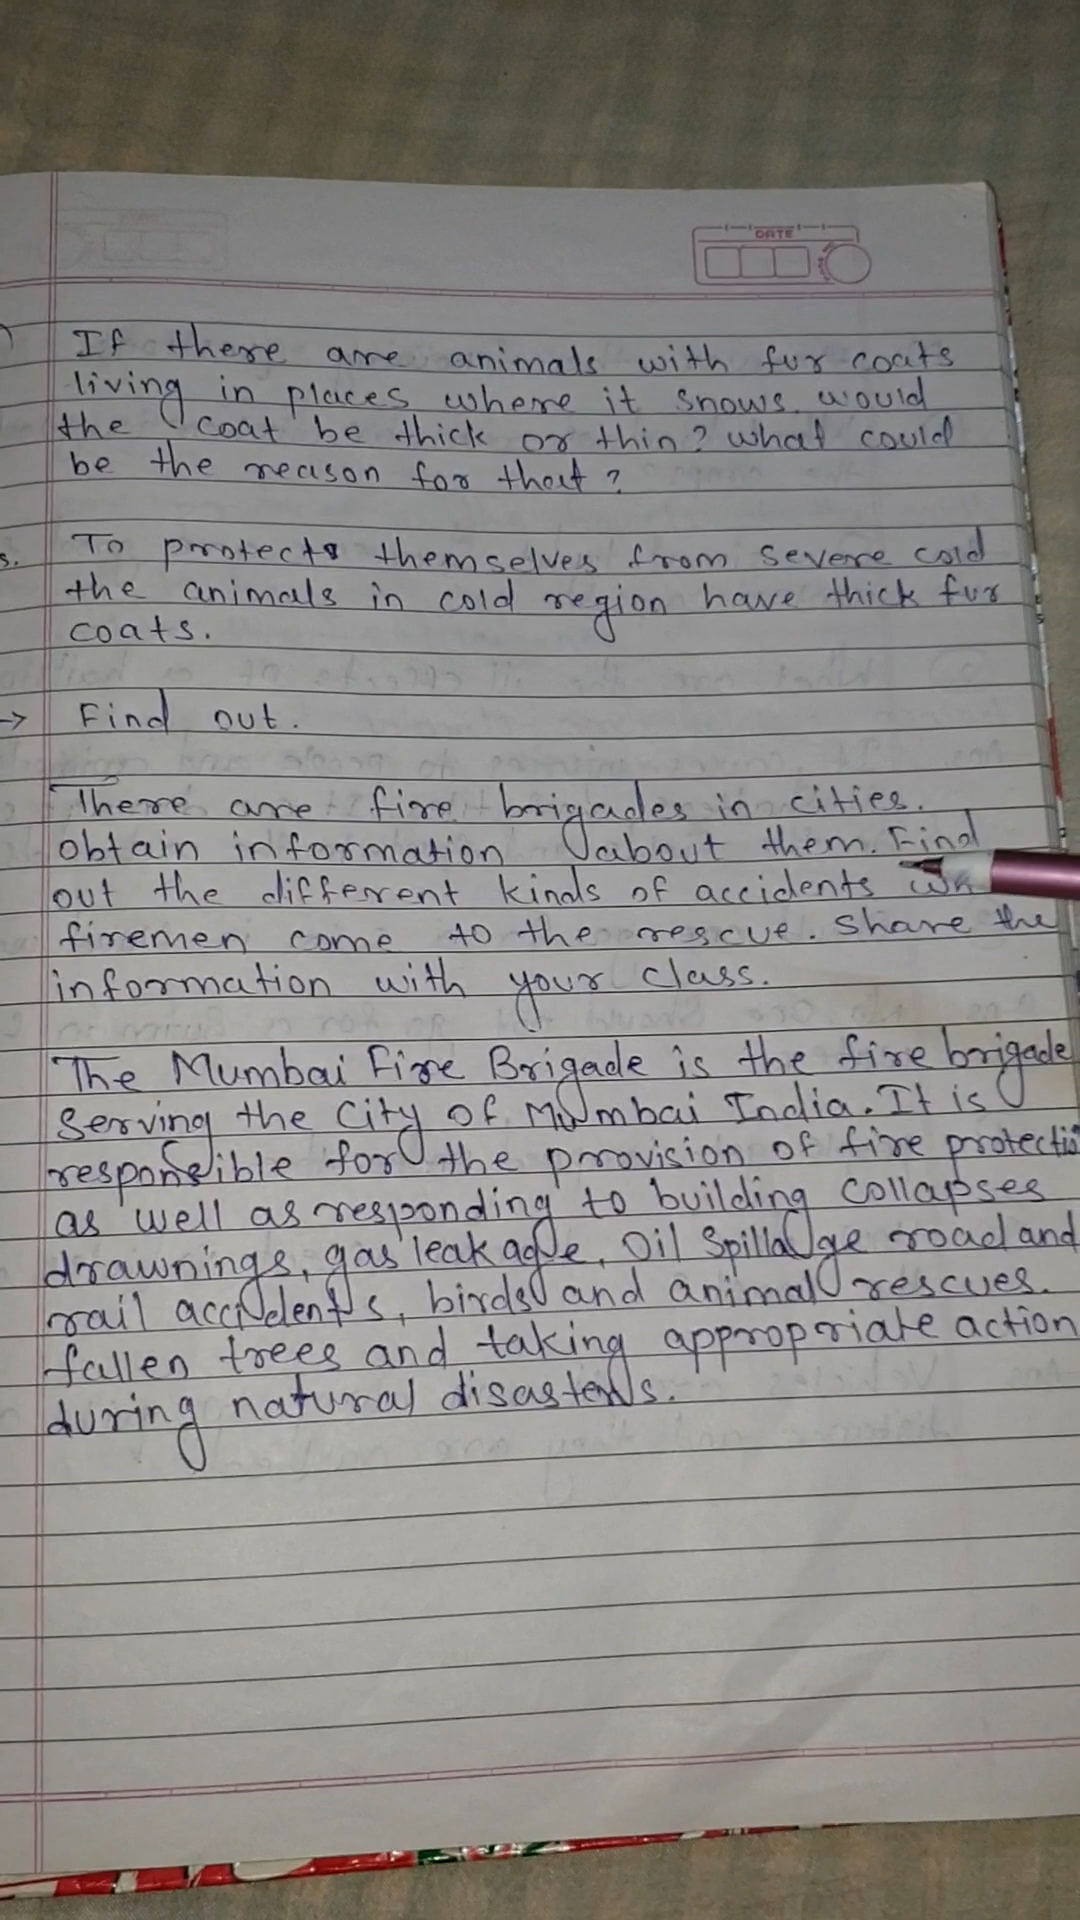 DATE
If there are animals with fur coats
living in places where it snows would
the coat be thick or thin? What could
be the reason for that?
s. To protects themselves from severe cold
the animals in cold region have thick fur
coats.
→ Find out.
There are fire brigades in cities.
obtain information about them. Find
out the different kinds of accidents
firemen come to the rescue. Share the
information with your class.
The Mumbai Fire Brigade is the fire brigade
Serving the City of Mumbai India. It is
responsible for the provision of fire protectio
as well as responding to building collapses
drawnings, gas leakage, Oil Spillage road and
rail accidents, birds and animal rescues.
fallen trees and taking appropriate action
during natural disasters.